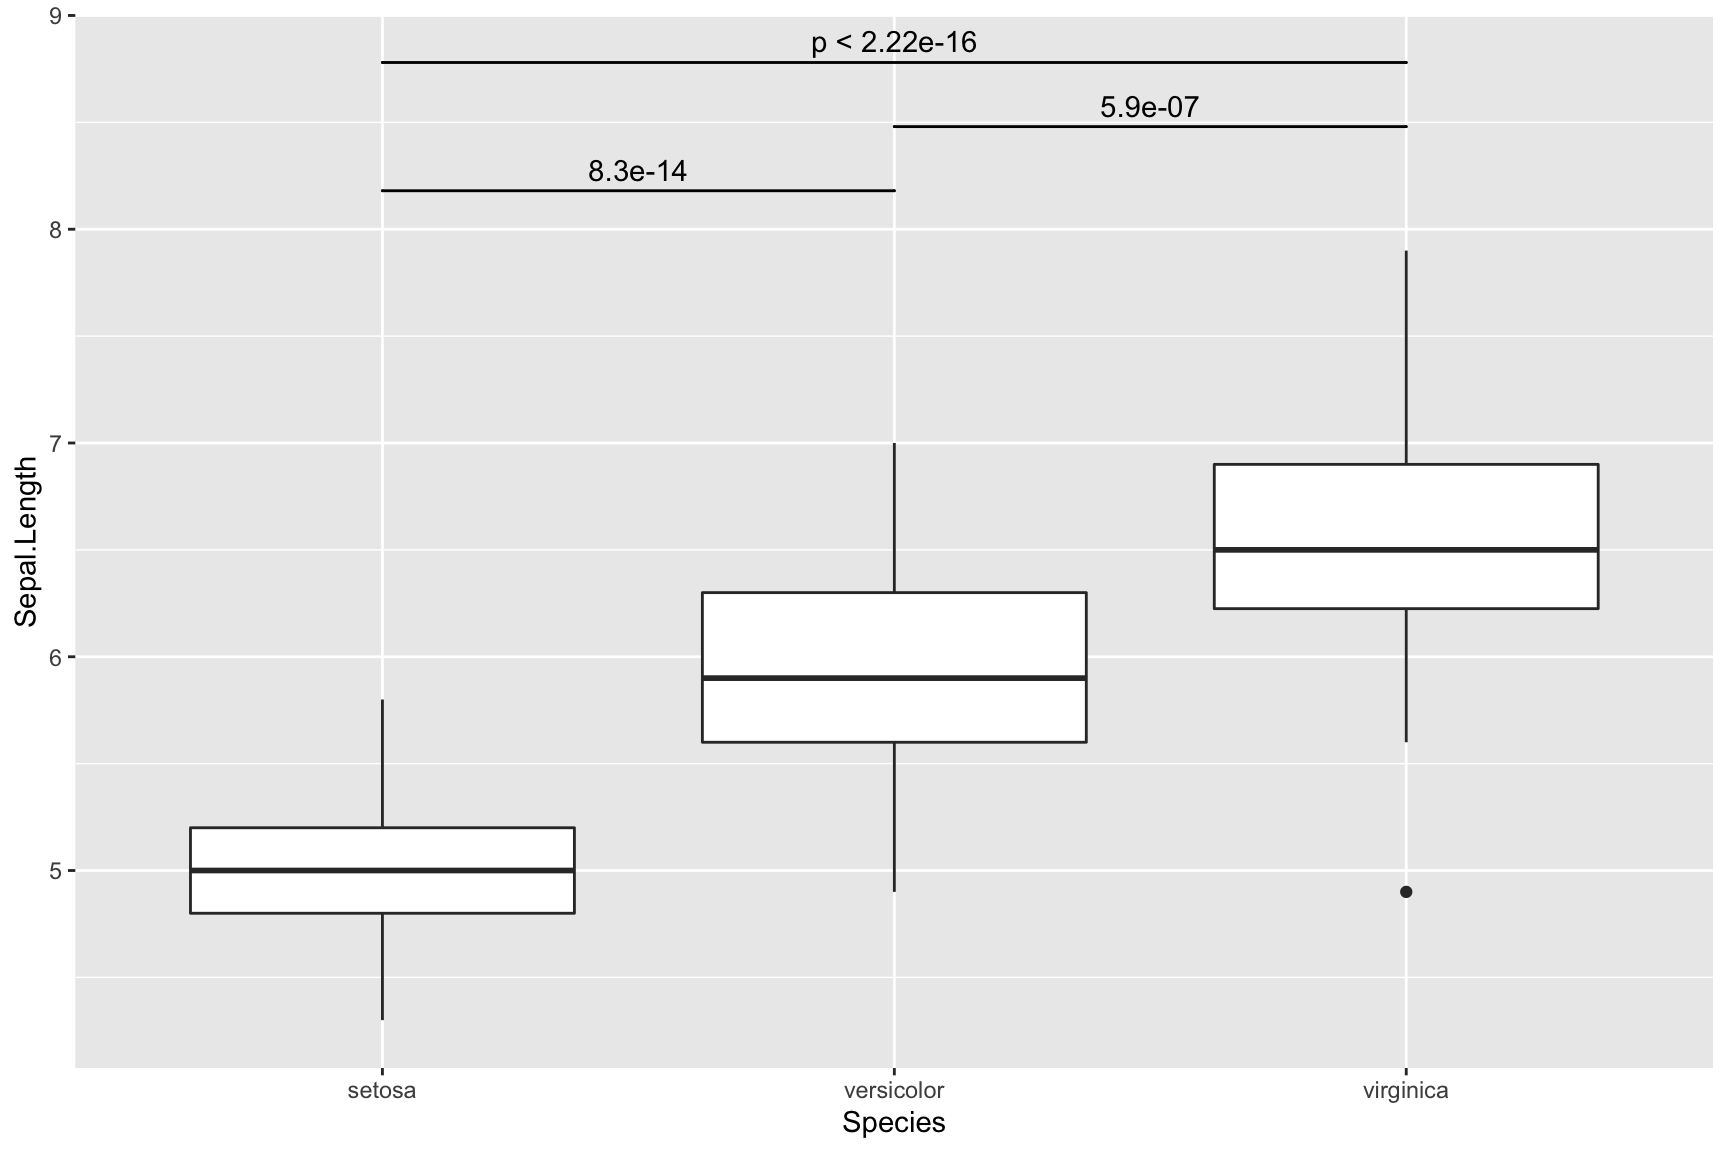 9
p < 2.22e-16
5.9e-07
8.3e-14
8
7
Sepal.Length
6
5
setosa versicolor virginica
Species